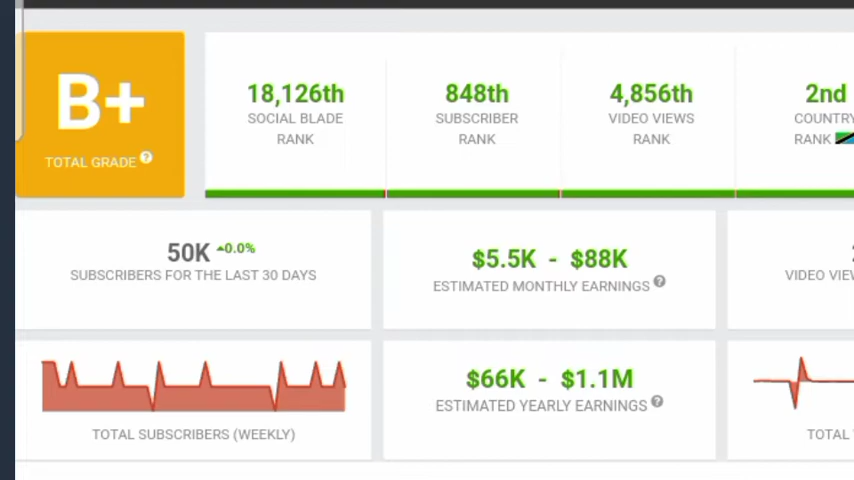 B+
TOTAL GRADE ?
18,126th
SOCIAL BLADE
RANK
848th
SUBSCRIBER
RANK
4,856th
VIDEO VIEWS
RANK
2nd
COUNTRY
RANK
50K 0.0%
SUBSCRIBERS FOR THE LAST 30 DAYS
$5.5K - $88K
ESTIMATED MONTHLY EARNINGS ?
VIDEO
TOTAL SUBSCRIBERS (WEEKLY)
$66K - $1.1M
ESTIMATED YEARLY EARNINGS ?
TOTAL